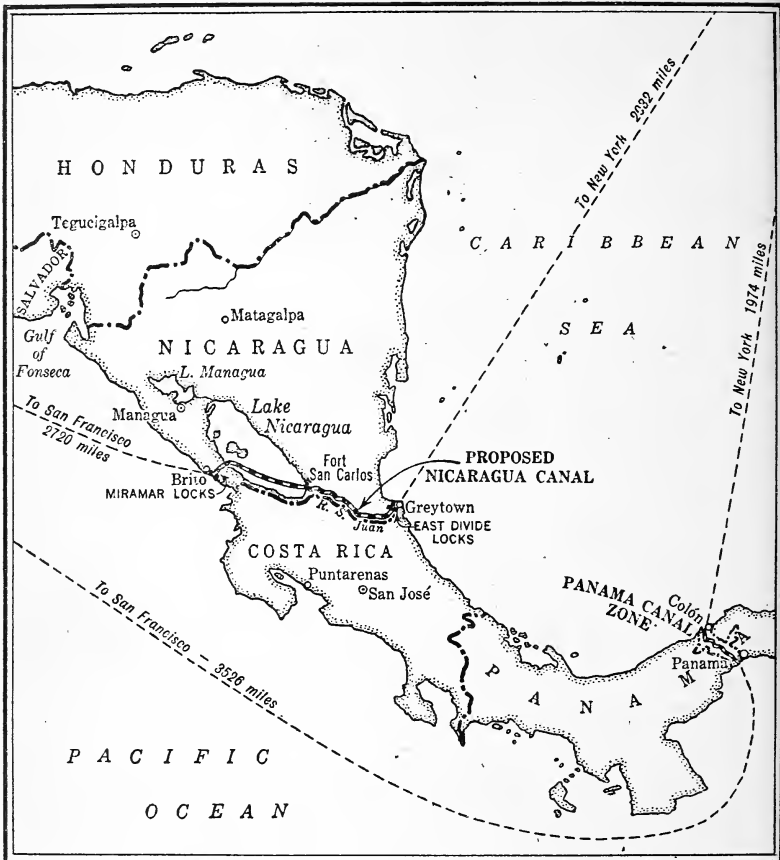 To New York 2032 miles
HONDURAS
Tegucigalpa
CARIBBEAN
SEA
SALVADOR
To New York 1974 miles
Gulf
of
Fonseca
Matagalpa
NICARAGUA
L. Managua
Managua
Lake
Nicaragua
To San Francisco
2720 miles
Fort
San Carlos
PROPOSED
NICARAGUA CANAL
Brito
MIRAMAR LOCKS
R. S. Juan
Greytown
EAST DIVIDE
LOCKS
COSTA RICA
Puntarenas
San José
PANAMA CANAL
ZONE
Colón
Panama
PANAMA
To San Francisco - 3526 miles
PACIFIC
OCEAN